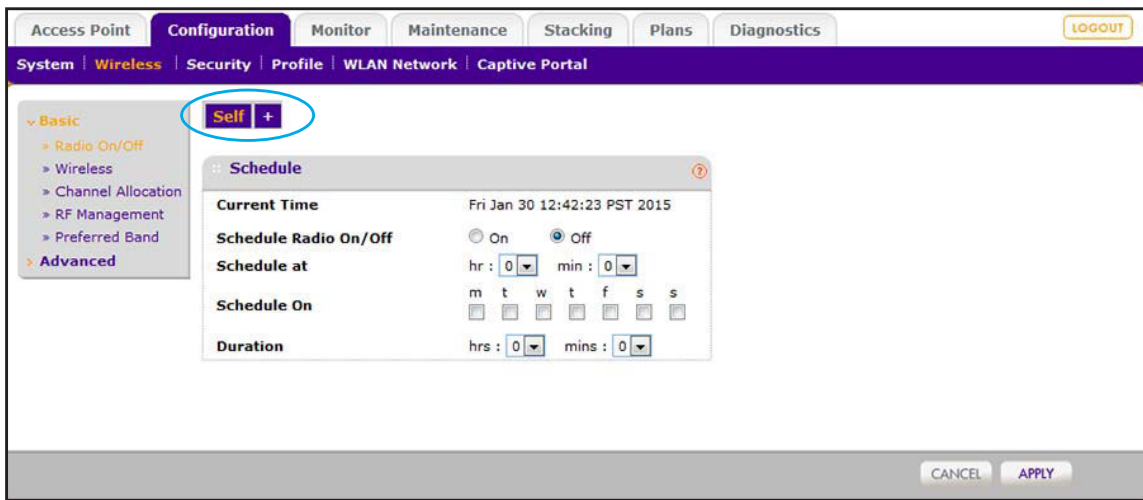 Access Point Configuration Monitor Maintenance Stacking Plans Diagnostics LOGOUT
System Wireless Security Profile WLAN Network Captive Portal
Basic
» Radio On/Off
» Wireless
» Channel Allocation
» RF Management
» Preferred Band
Advanced
Self +
Schedule ?
Current Time Fri Jan 30 12:42:23 PST 2015
Schedule Radio On/Off On Off
Schedule at hr : 0 min : 0
m t w t f s s
Schedule On
Duration hrs : 0 mins : 0
CANCEL APPLY